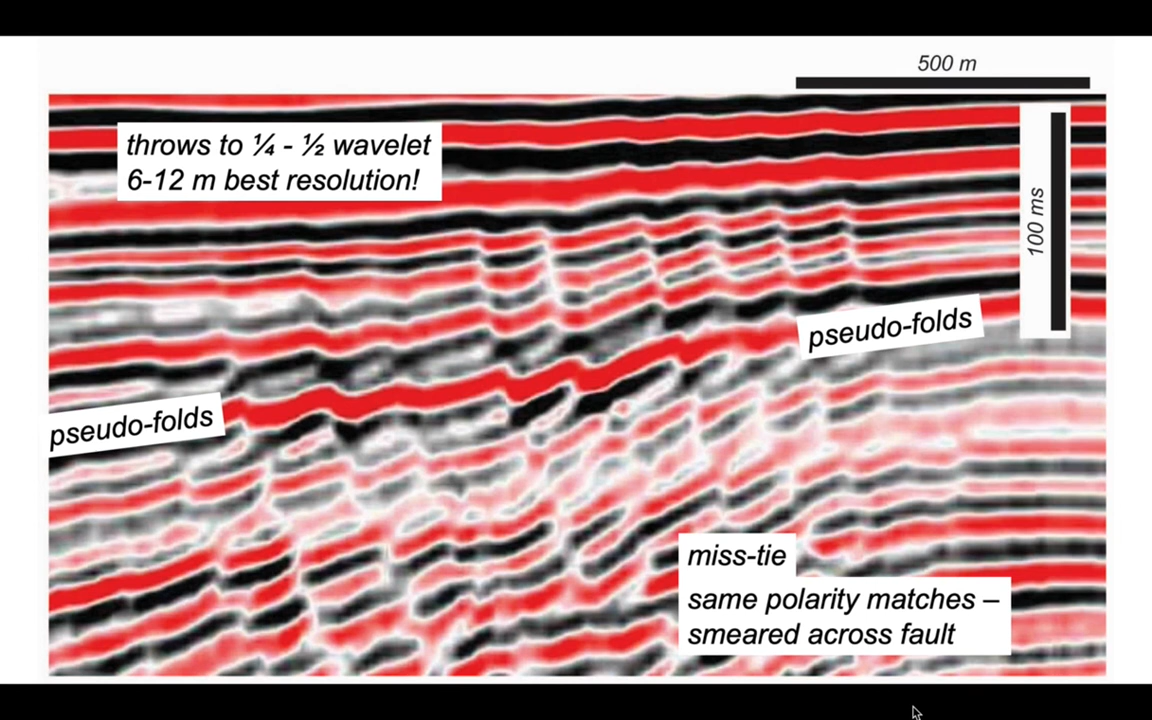 500 m
throws to ¼ - ½ wavelet
6-12 m best resolution!
100 ms
pseudo-folds
pseudo-folds
miss-tie
same polarity matches –
smeared across fault